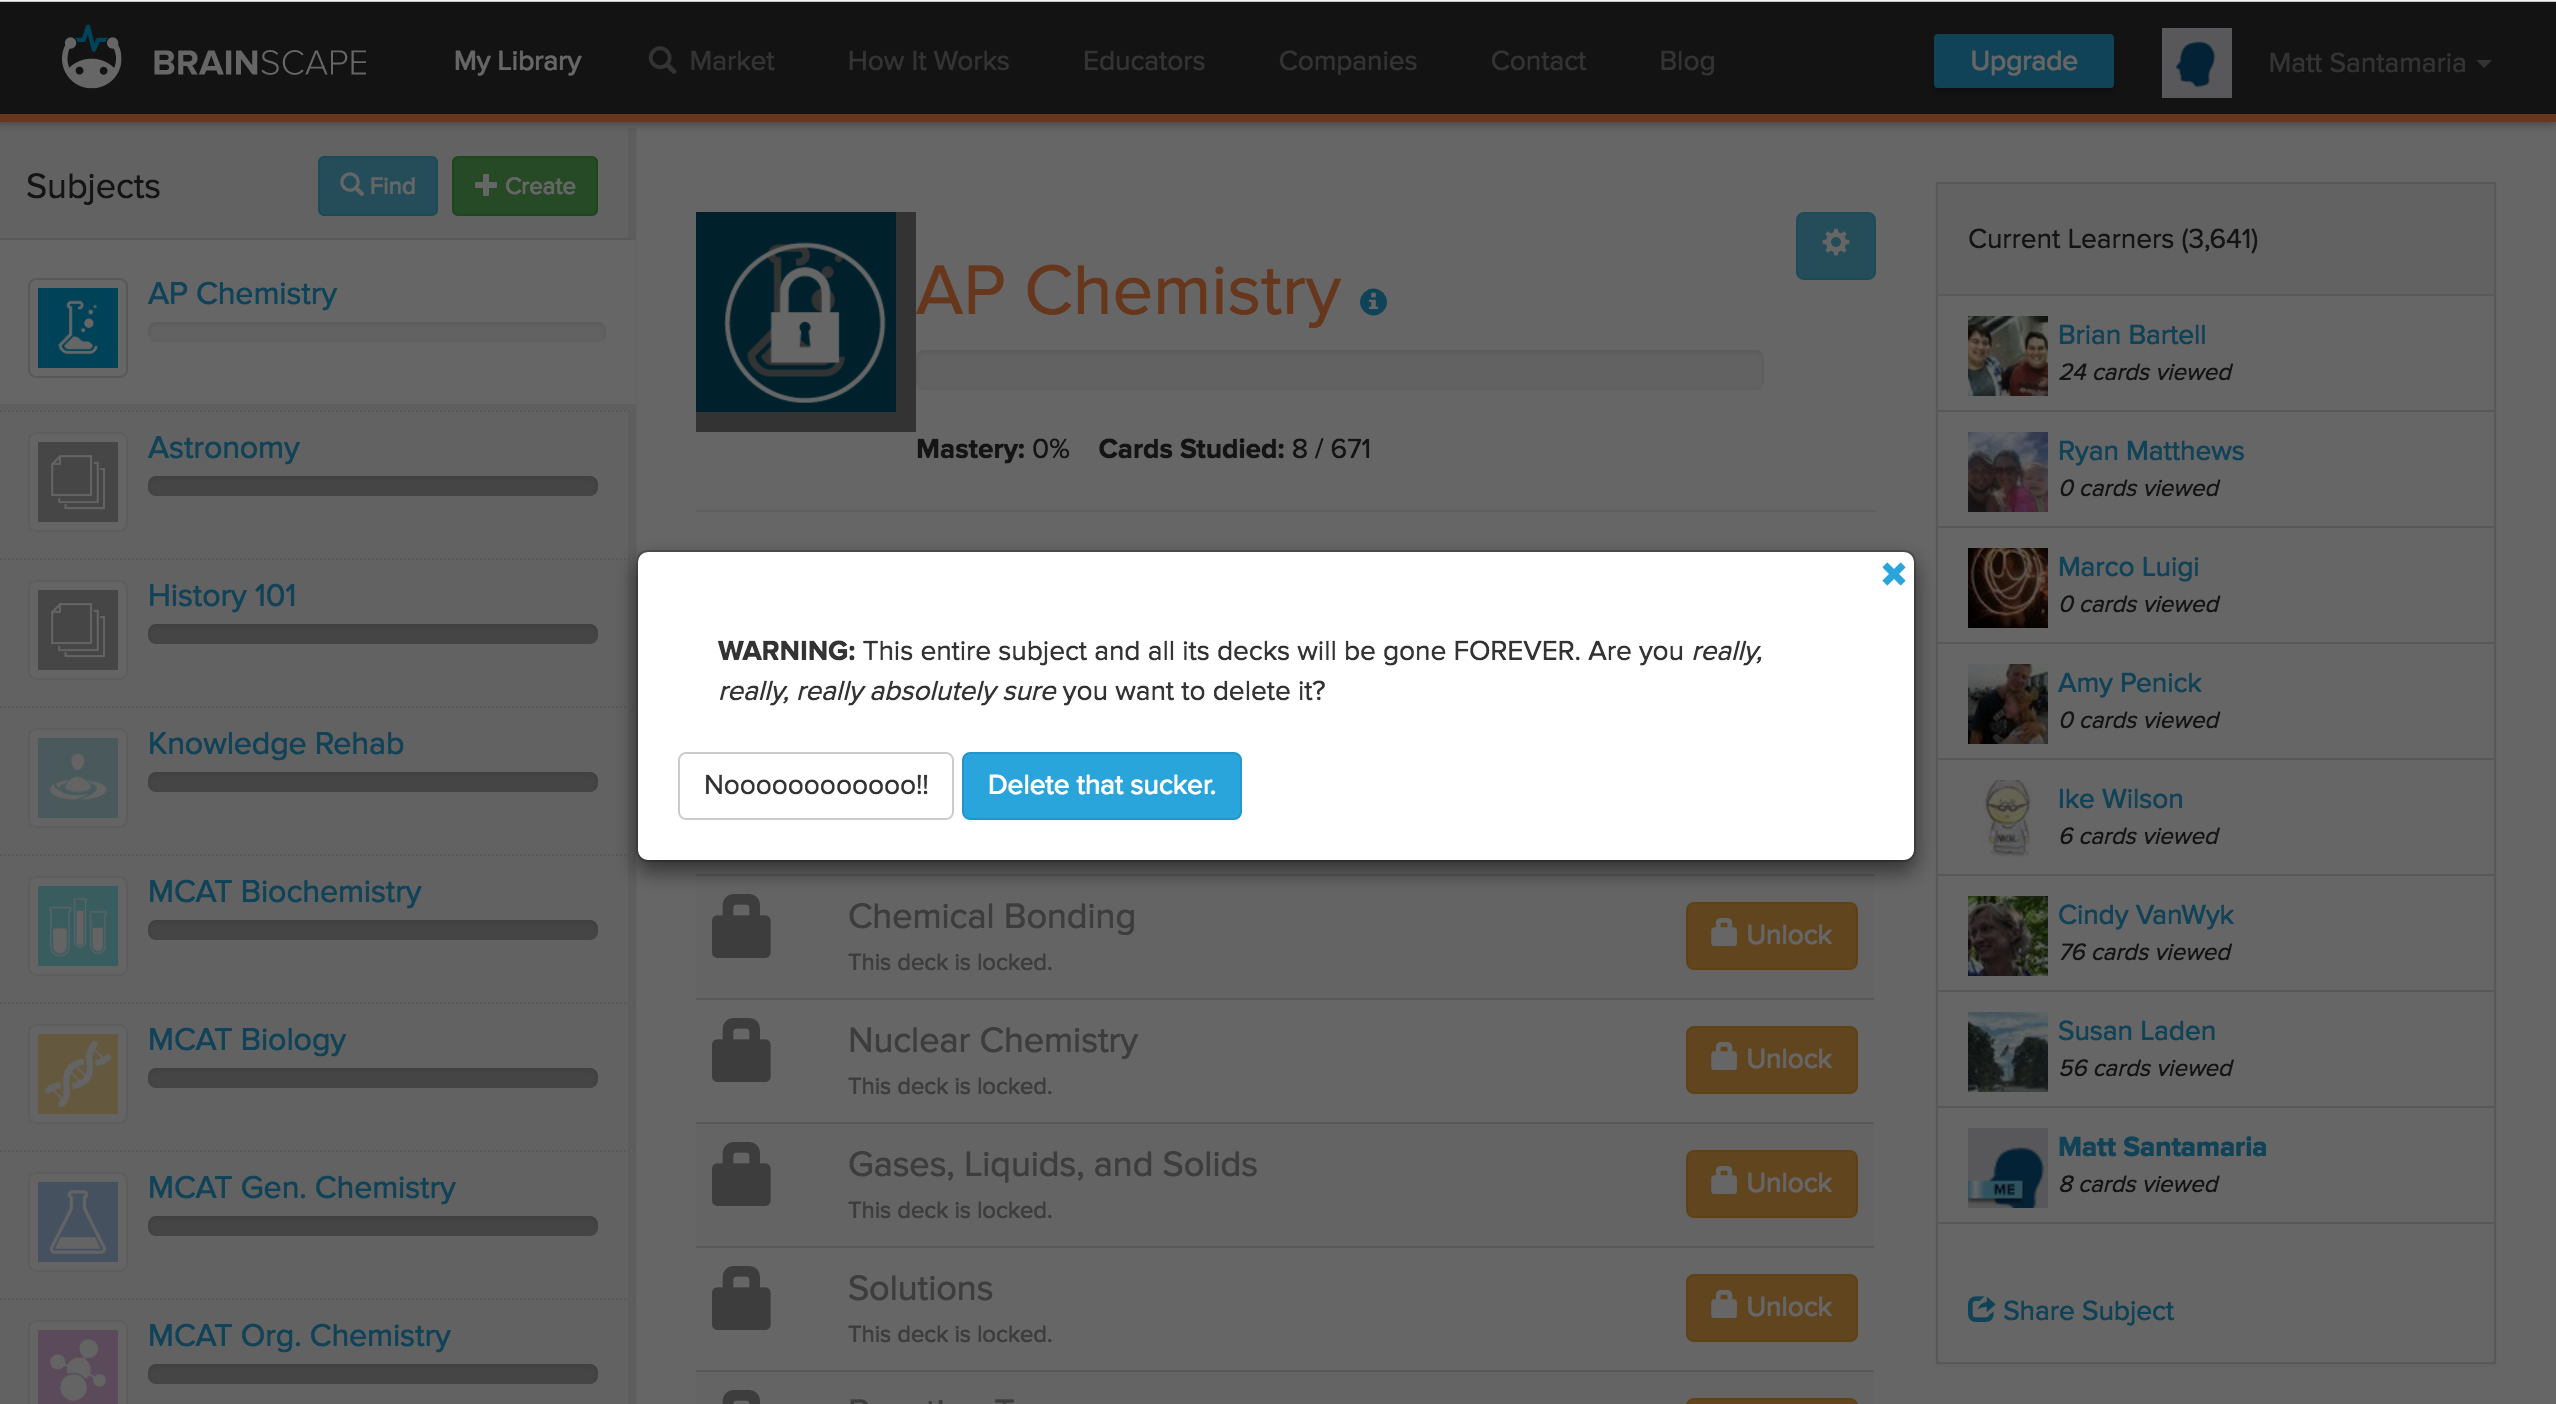 BRAINSCAPE
My Library
Market
How It Works
Educators
Companies
Contact
Blog
Upgrade
Matt Santamaria
Subjects
Find
Create
AP Chemistry
Astronomy
History 101
Knowledge Rehab
MCAT Biochemistry
MCAT Biology
MCAT Gen. Chemistry
MCAT Org. Chemistry
AP Chemistry
Mastery: 0% Cards Studied: 8 / 671
WARNING: This entire subject and all its decks will be gone FOREVER. Are you really,
really, really absolutely sure you want to delete it?
Noooooooooooo!!
Delete that sucker.
Chemical Bonding
This deck is locked.
Unlock
Nuclear Chemistry
This deck is locked.
Unlock
Gases, Liquids, and Solids
This deck is locked.
Unlock
Solutions
This deck is locked.
Unlock
Current Learners (3,641)
Brian Bartell
24 cards viewed
Ryan Matthews
0 cards viewed
Marco Luigi
0 cards viewed
Amy Penick
0 cards viewed
Ike Wilson
6 cards viewed
Cindy VanWyk
76 cards viewed
Susan Laden
56 cards viewed
Matt Santamaria
ME
8 cards viewed
Share Subject